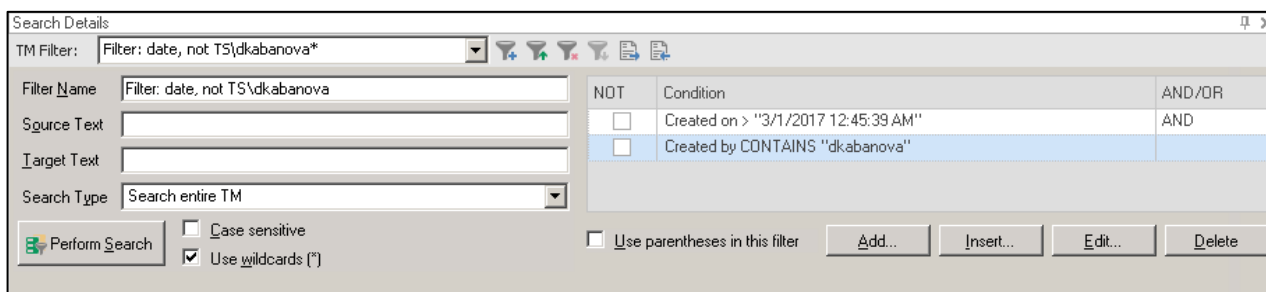 Search Details
TM Filter: Filter: date, not TS\dkabanova*
Filter Name Filter: date, not TS\dkabanova
Source Text
Target Text
Search Type Search entire TM
Perform Search
Case sensitive
Use wildcards (*)
NOT Condition AND/OR
Created on > "3/1/2017 12:45:39 AM" AND
Created by CONTAINS "dkabanova"
Use parentheses in this filter Add... Insert... Edit... Delete